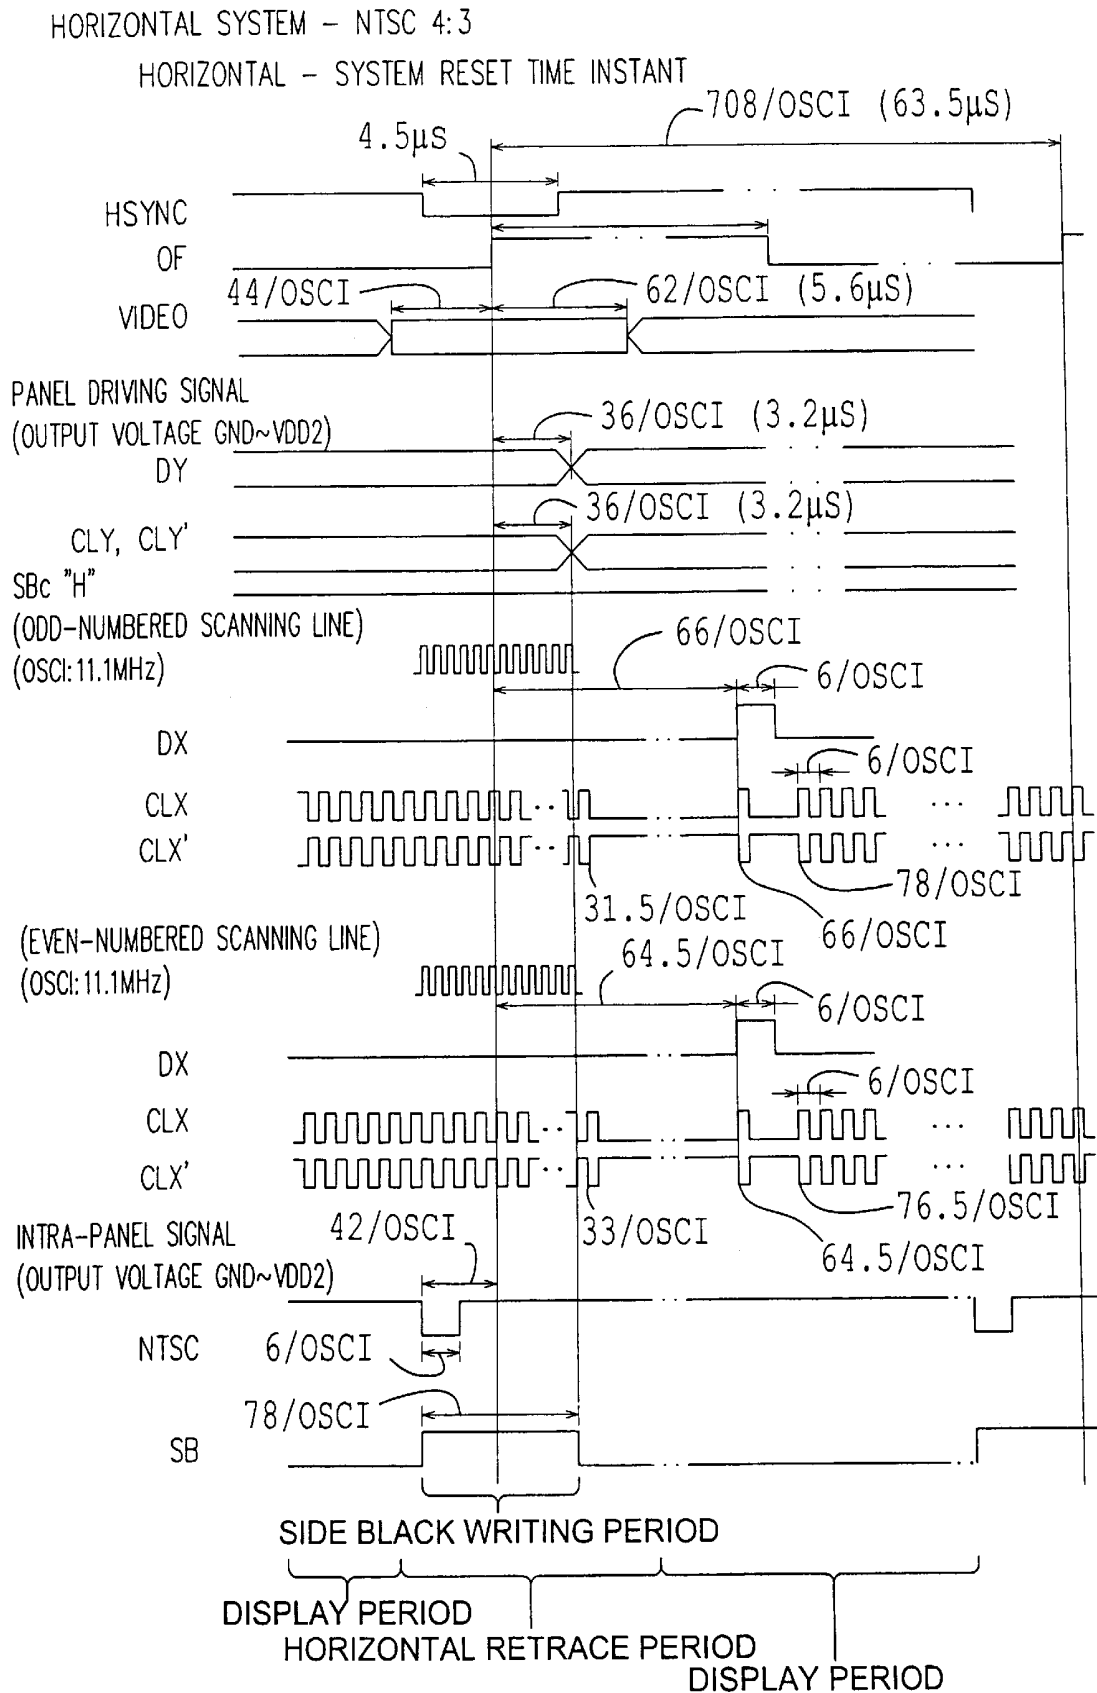 HORIZONTAL SYSTEM - NTSC 4:3
HORIZONTAL - SYSTEM RESET TIME INSTANT
708/OSCI (63.5μS)
4.5μS
HSYNC
OF
44/OSCI
62/OSCI (5.6μS)
VIDEO
PANEL DRIVING SIGNAL
(OUTPUT VOLTAGE GND~VDD2)
36/OSCI (3.2μS)
DY
36/OSCI (3.2μS)
CLY, CLY'
SBc "H"
(ODD-NUMBERED SCANNING LINE)
(OSCI:11.1MHz)
66/OSCI
6/OSCI
DX
6/OSCI
CLX
CLX'
78/OSCI
31.5/OSCI
66/OSCI
(EVEN-NUMBERED SCANNING LINE)
(OSCI:11.1MHz)
64.5/OSCI
6/OSCI
DX
6/OSCI
CLX
CLX'
76.5/OSCI
33/OSCI
64.5/OSCI
INTRA-PANEL SIGNAL
(OUTPUT VOLTAGE GND~VDD2)
42/OSCI
NTSC
6/OSCI
78/OSCI
SB
SIDE BLACK WRITING PERIOD
DISPLAY PERIOD
HORIZONTAL RETRACE PERIOD
DISPLAY PERIOD